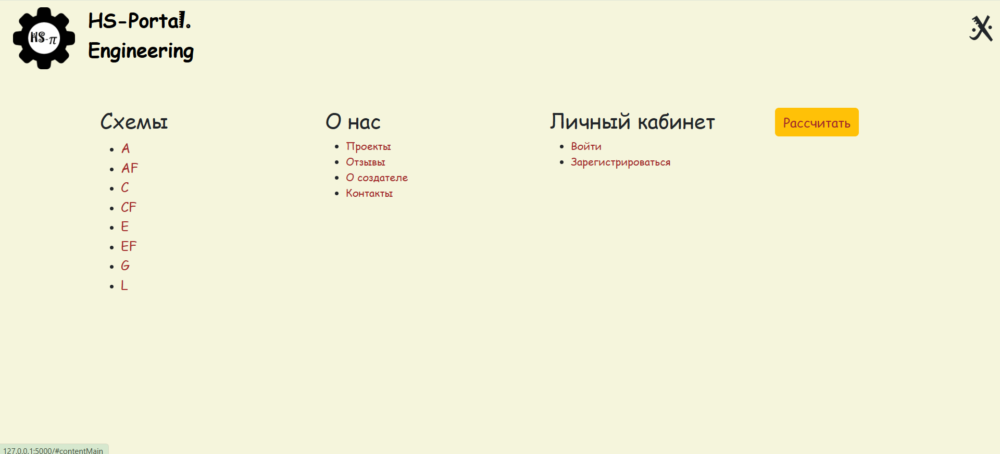 HS-Portal.
Engineering
HS-π
Схемы
A
AF
C
CF
E
EF
G
L
О нас
Проекты
Отзывы
О создателе
Контакты
Личный кабинет
Войти
Зарегистрироваться
Рассчитать
127.0.0.1:5000/#contentMain